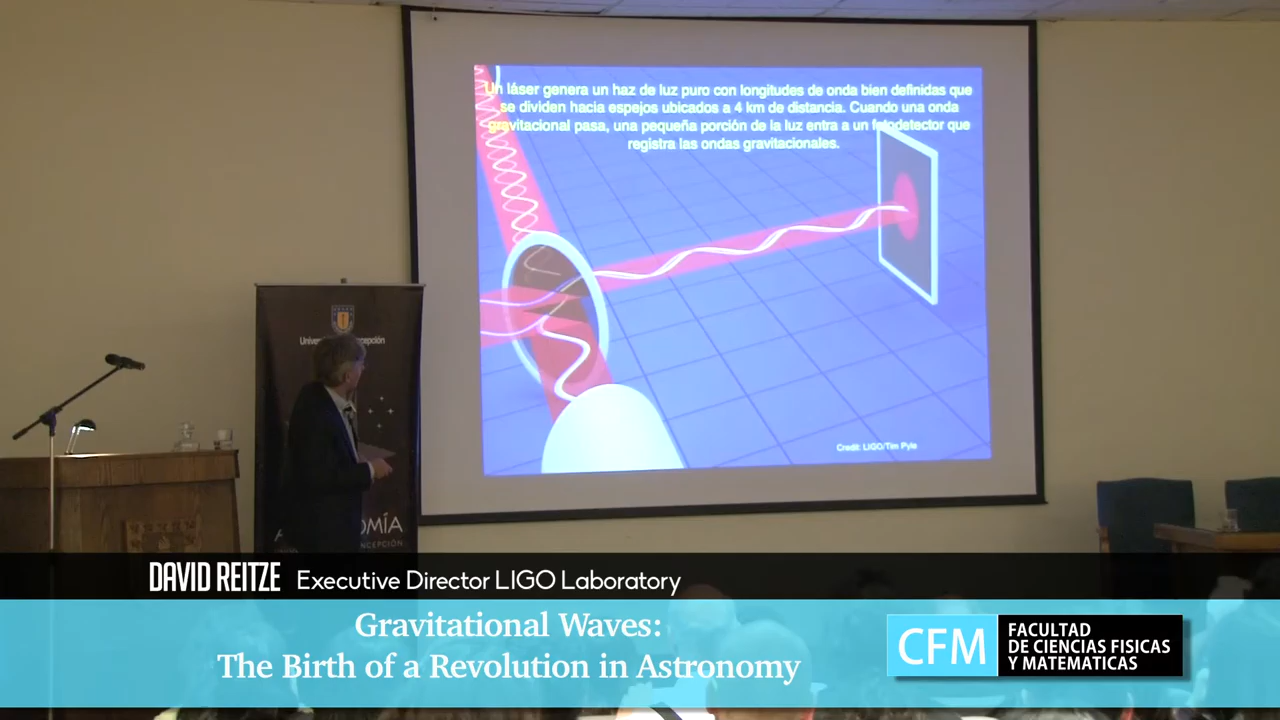 Un láser genera un haz de luz puro con longitudes de onda bien definidas que
se dividen hacia espejos ubicados a 4 km de distancia. Cuando una onda
gravitacional pasa, una pequeña porción de la luz entra a un fotodetector que
registra las ondas gravitacionales.
Credit: LIGO/Tim Pyle
DAVID REITZE Executive Director LIGO Laboratory
Gravitational Waves:
The Birth of a Revolution in Astronomy
CFM
FACULTAD
DE CIENCIAS FISICAS
Y MATEMATICAS